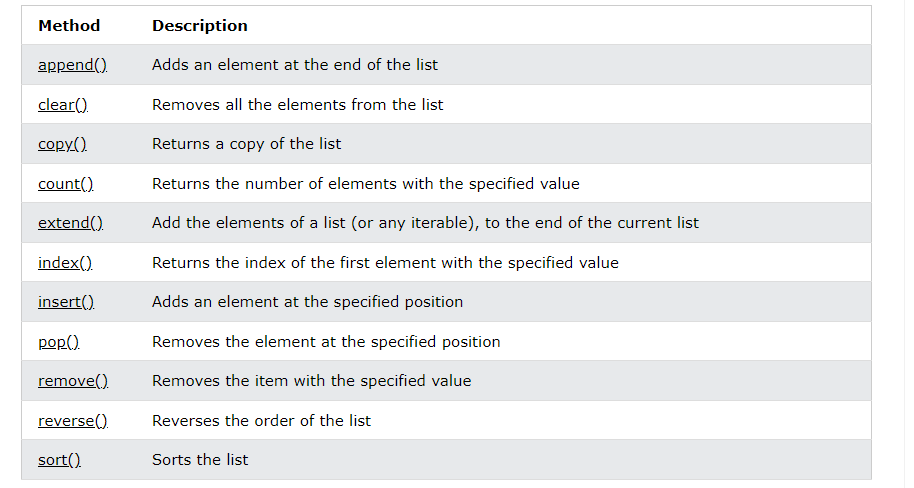 Method Description
append() Adds an element at the end of the list
clear() Removes all the elements from the list
copy() Returns a copy of the list
count() Returns the number of elements with the specified value
extend() Add the elements of a list (or any iterable), to the end of the current list
index() Returns the index of the first element with the specified value
insert() Adds an element at the specified position
pop() Removes the element at the specified position
remove() Removes the item with the specified value
reverse() Reverses the order of the list
sort() Sorts the list